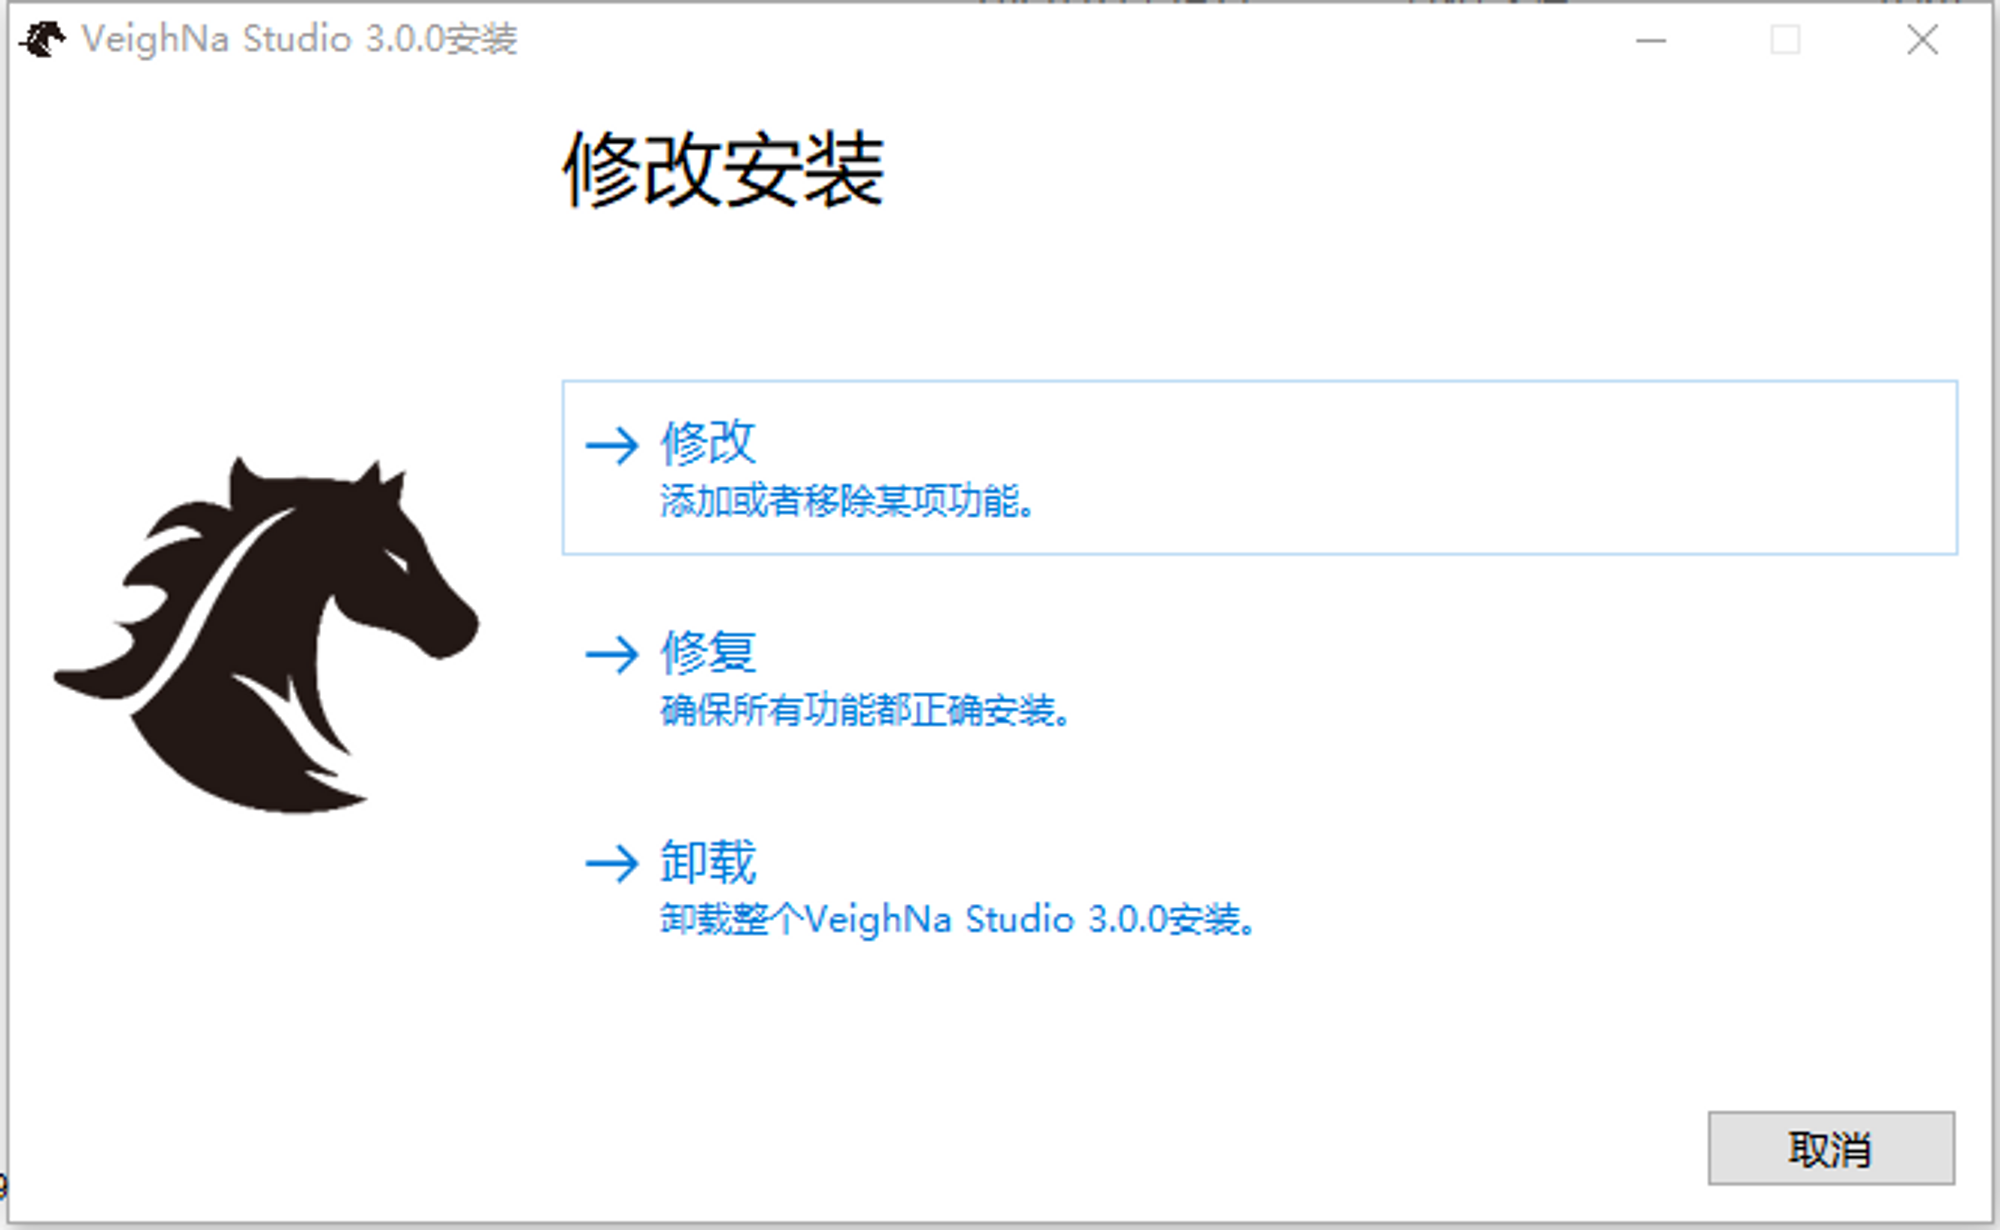 VeighNa Studio 3.0.0安装
修改安装
修改
添加或者移除某项功能。
修复
确保所有功能都正确安装。
卸载
卸载整个VeighNa Studio 3.0.0安装。
取消